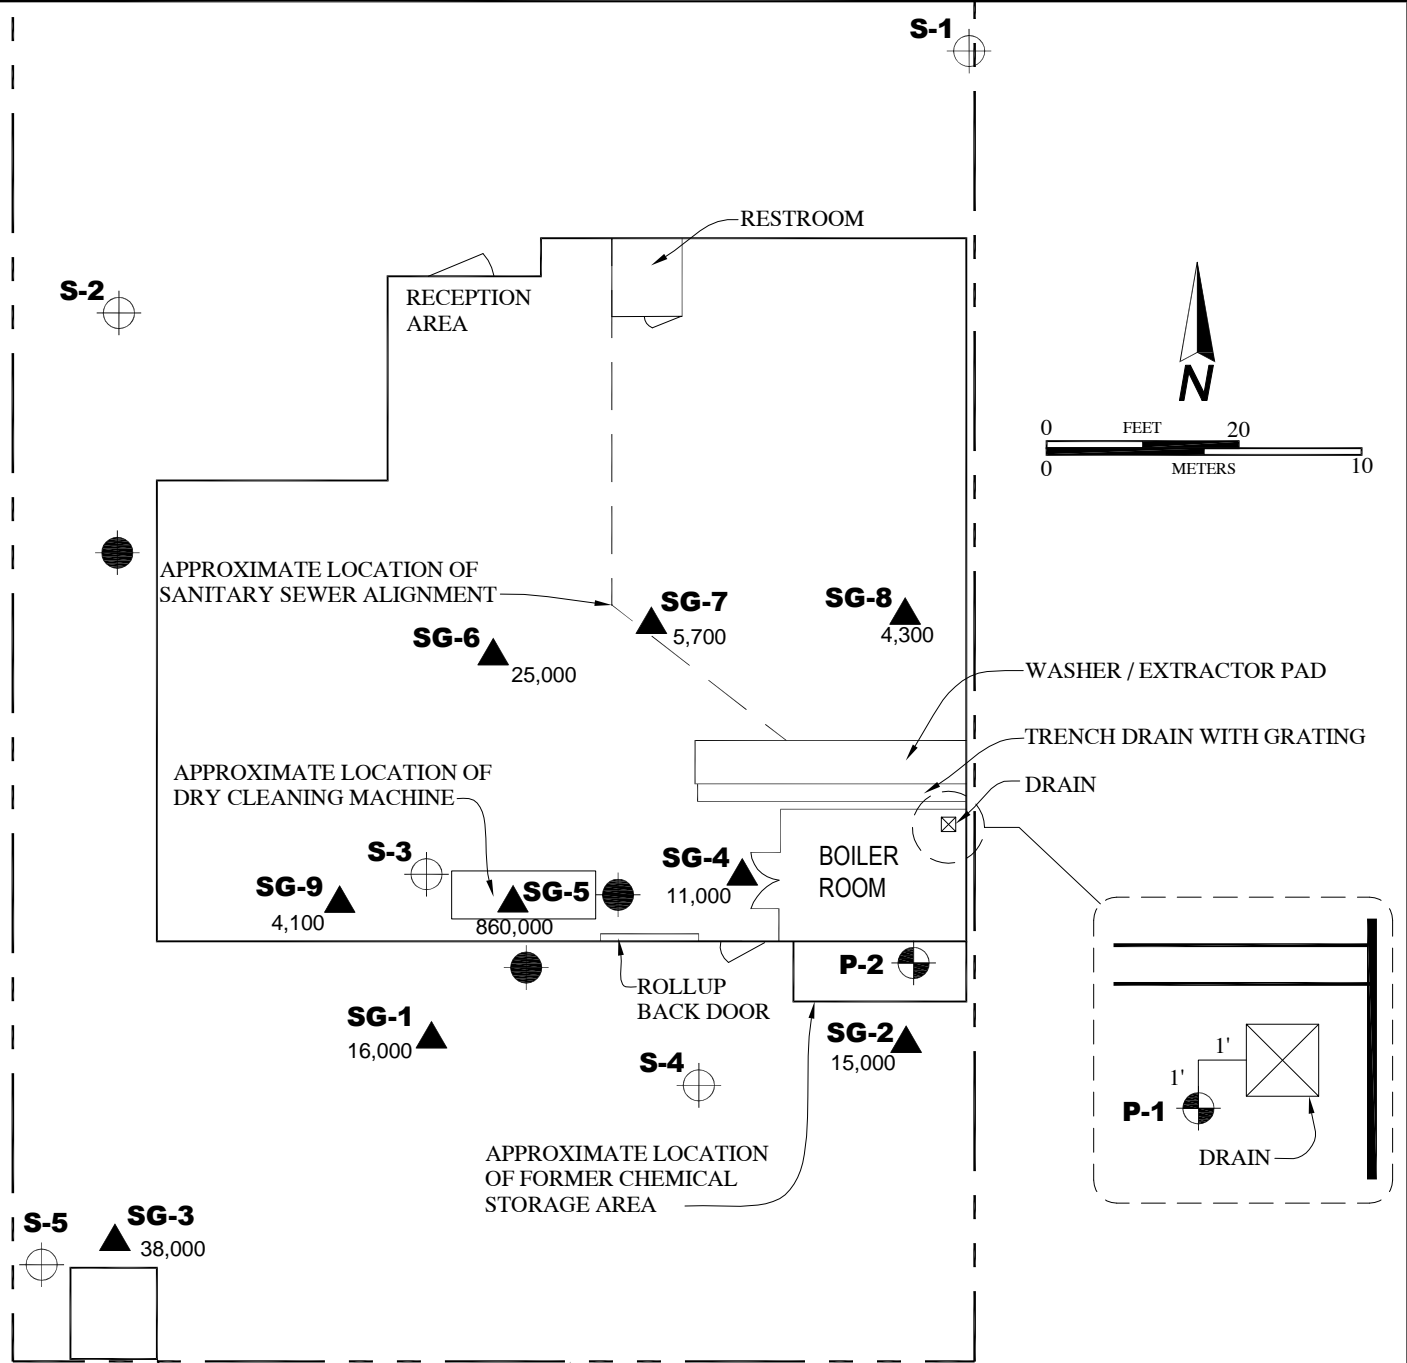 S-1
RESTROOM
S-2
RECEPTION
AREA
N
0 FEET 20
0 METERS 10
APPROXIMATE LOCATION OF
SANITARY SEWER ALIGNMENT
SG-7
5,700
SG-8
4,300
SG-6
25,000
WASHER / EXTRACTOR PAD
TRENCH DRAIN WITH GRATING
DRAIN
APPROXIMATE LOCATION OF
DRY CLEANING MACHINE
S-3
SG-4
11,000
BOILER
ROOM
SG-9
4,100
SG-5
860,000
P-2
ROLLUP
BACK DOOR
SG-1
16,000
SG-2
15,000
S-4
1'
1'
P-1
DRAIN
APPROXIMATE LOCATION
OF FORMER CHEMICAL
STORAGE AREA
S-5
SG-3
38,000